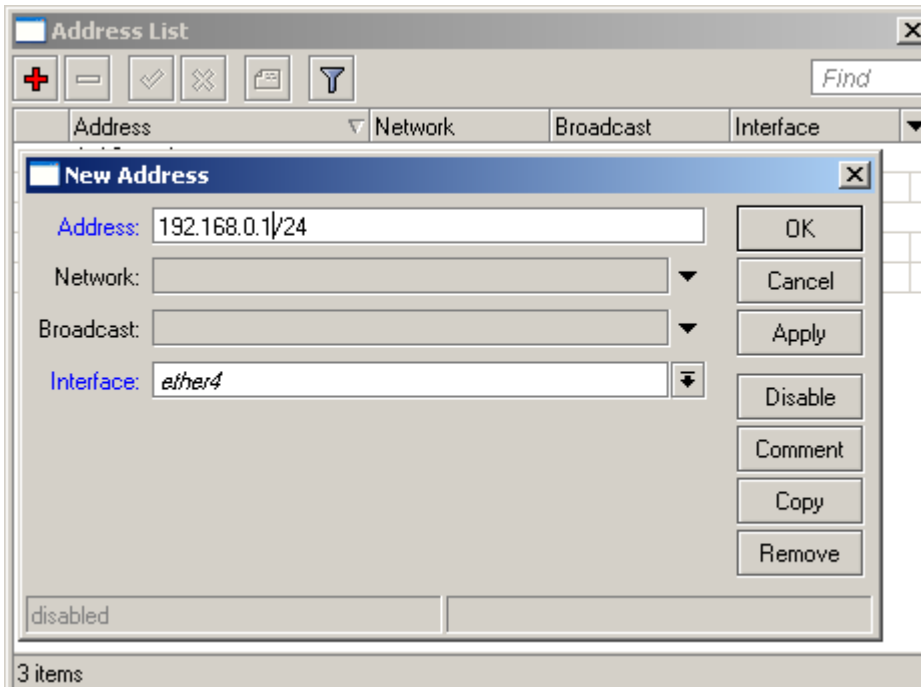 Address List
Find
Address Network Broadcast Interface
New Address
Address: 192.168.0.1/24 OK
Network: Cancel
Broadcast: Apply
Interface: ether4
Disable
Comment
Copy
Remove
disabled
3 items